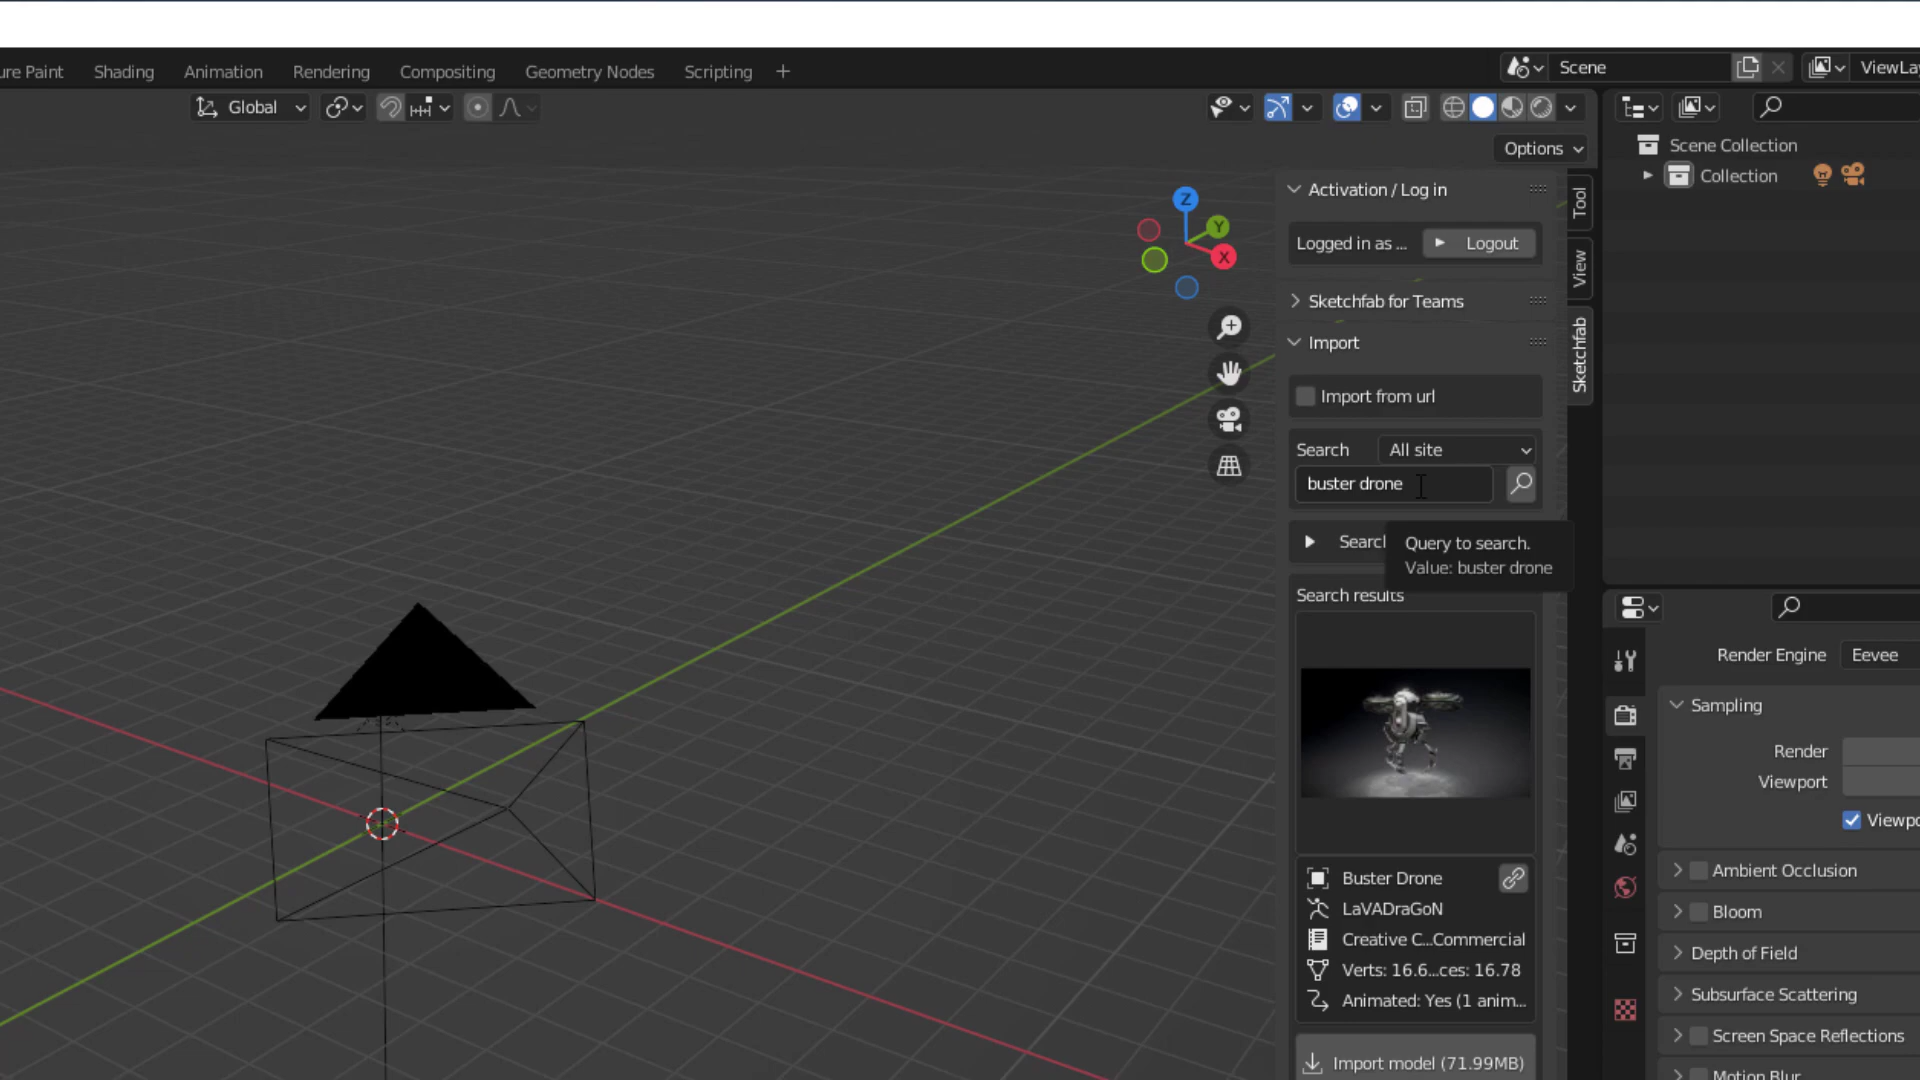 ure Paint Shading Animation Rendering Compositing Geometry Nodes Scripting +
Scene
ViewLay
Global
Options
Scene Collection
Collection
Z
Y
X
Activation / Log in
Logged in as ... Logout
Sketchfab for Teams
Import
Import from url
Search All site
buster drone
Searc
Query to search.
Value: buster drone
Search results
Buster Drone
LaVADraGoN
Creative C...Commercial
Verts: 16.6...ces: 16.78
Animated: Yes (1 anim...
Import model (71.99MB)
Tool
View
Sketchfab
Render Engine Eevee
Sampling
Render
Viewport
Viewpo
Ambient Occlusion
Bloom
Depth of Field
Subsurface Scattering
Screen Space Reflections
Motion Blur